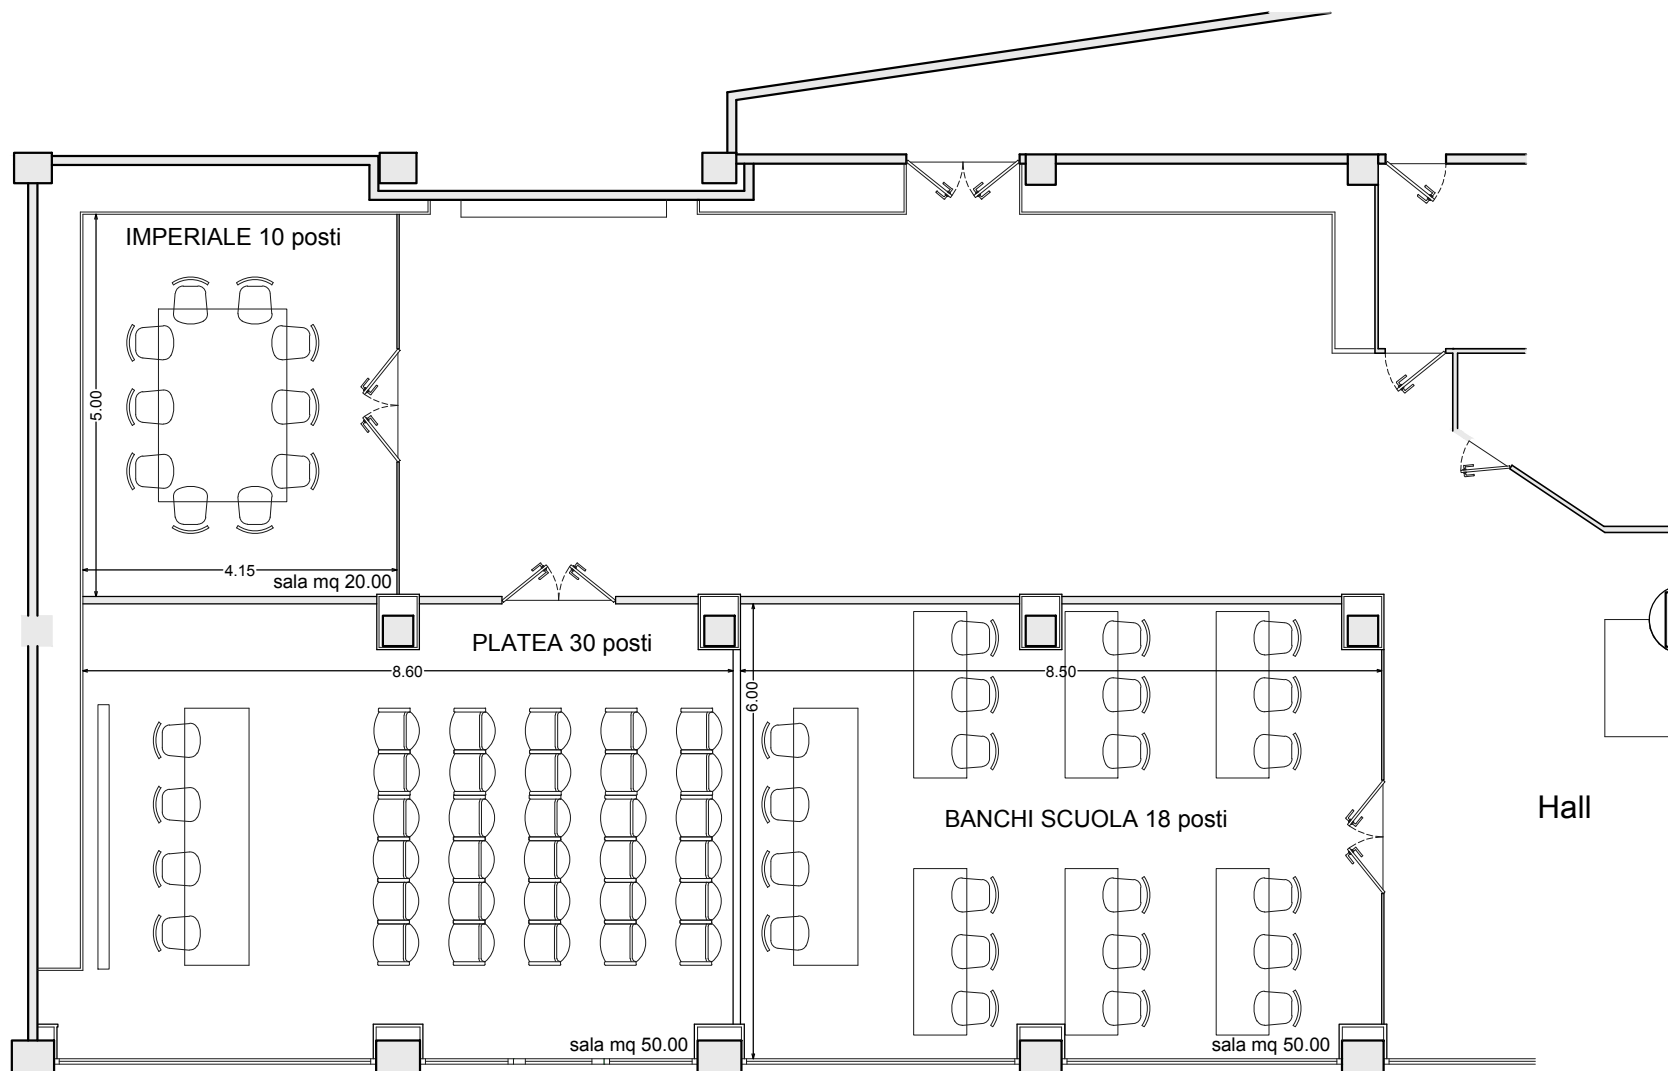 IMPERIALE 10 posti
5.00
4.15
sala mq 20.00
PLATEA 30 posti
8.60
8.50
6.00
BANCHI SCUOLA 18 posti
Hall
sala mq 50.00
sala mq 50.00